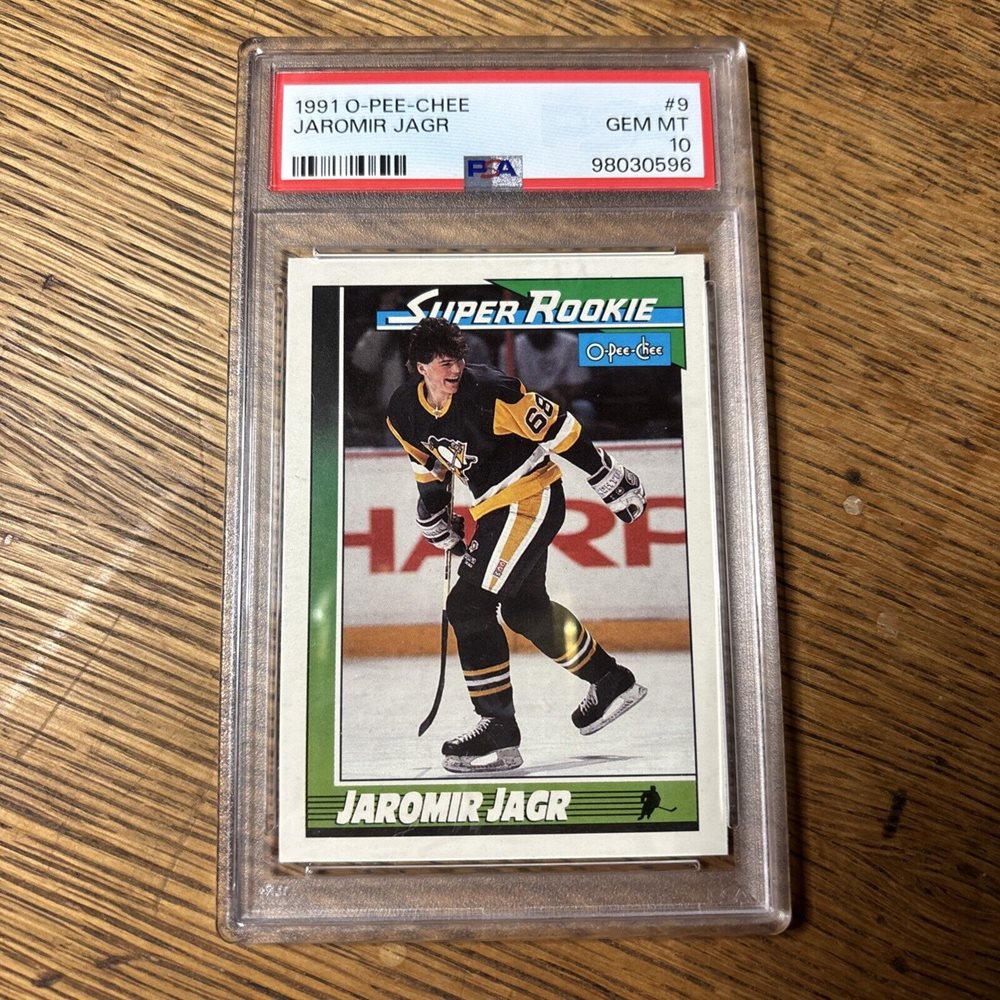 1991 O-PEE-CHEE #9
JAROMIR JAGR GEM MT
10
PSA 98030596
SUPER ROOKIE
O-Pee-Chee
68
HARP
JAROMIR JAGR